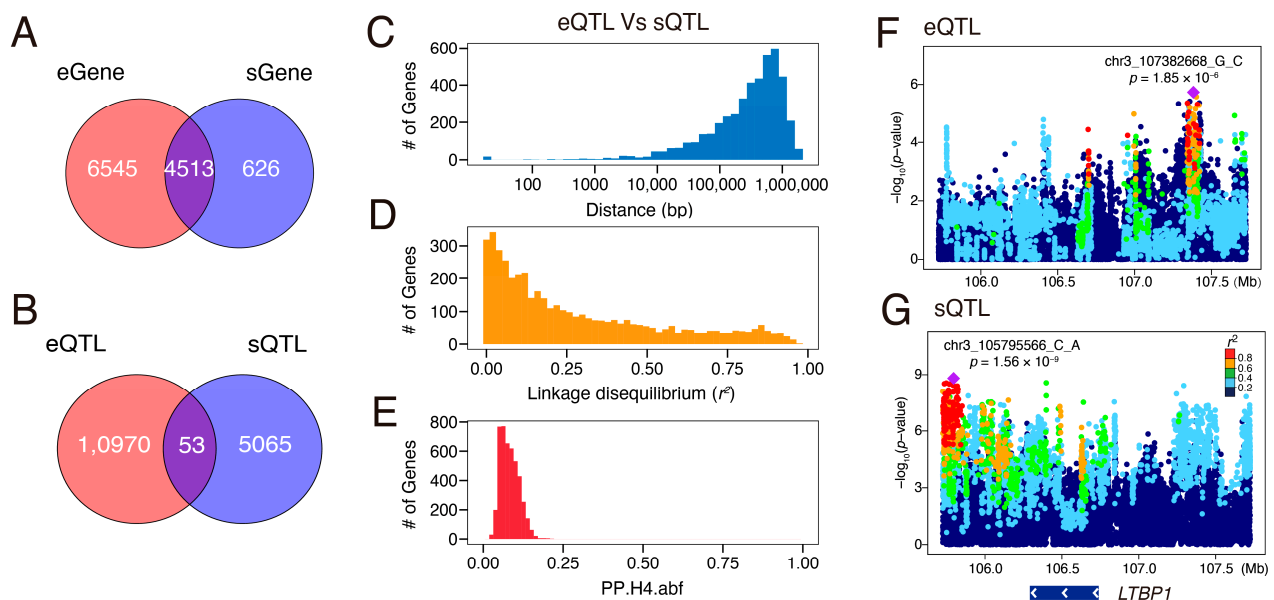 A
eGene
sGene
6545
4513
626
B
eQTL
sQTL
1,0970
53
5065
eQTL Vs sQTL
C
# of Genes
600
400
200
0
100
1000
10,000
100,000
1,000,000
Distance (bp)
D
# of Genes
300
200
100
0
0.00
0.25
0.50
0.75
1.00
Linkage disequilibrium (r²)
E
# of Genes
800
600
400
200
0
0.00
0.25
0.50
0.75
1.00
PP.H4.abf
F
eQTL
chr3_107382668_G_C
p = 1.85 × 10⁻⁶
−log₁₀(p−value)
6
4
2
0
106.0
106.5
107.0
107.5 (Mb)
G
sQTL
chr3_105795566_C_A
p = 1.56 × 10⁻⁹
r²
0.8
0.6
0.4
0.2
−log₁₀(p−value)
9
6
3
0
106.0
106.5
107.0
107.5 (Mb)
LTBP1